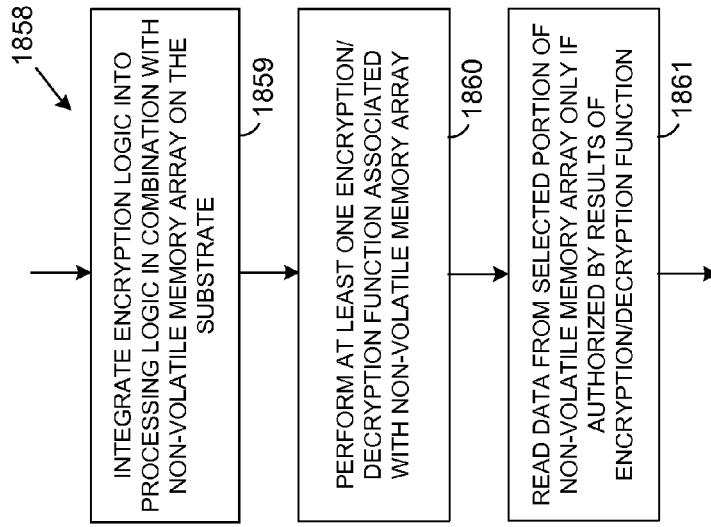 1858
INTEGRATE ENCRYPTION LOGIC INTO
PROCESSING LOGIC IN COMBINATION WITH
NON-VOLATILE MEMORY ARRAY ON THE
SUBSTRATE
1859
PERFORM AT LEAST ONE ENCRYPTION/
DECRYPTION FUNCTION ASSOCIATED
WITH NON-VOLATILE MEMORY ARRAY
1860
READ DATA FROM SELECTED PORTION OF
NON-VOLATILE MEMORY ARRAY ONLY IF
AUTHORIZED BY RESULTS OF
ENCRYPTION/DECRYPTION FUNCTION
1861